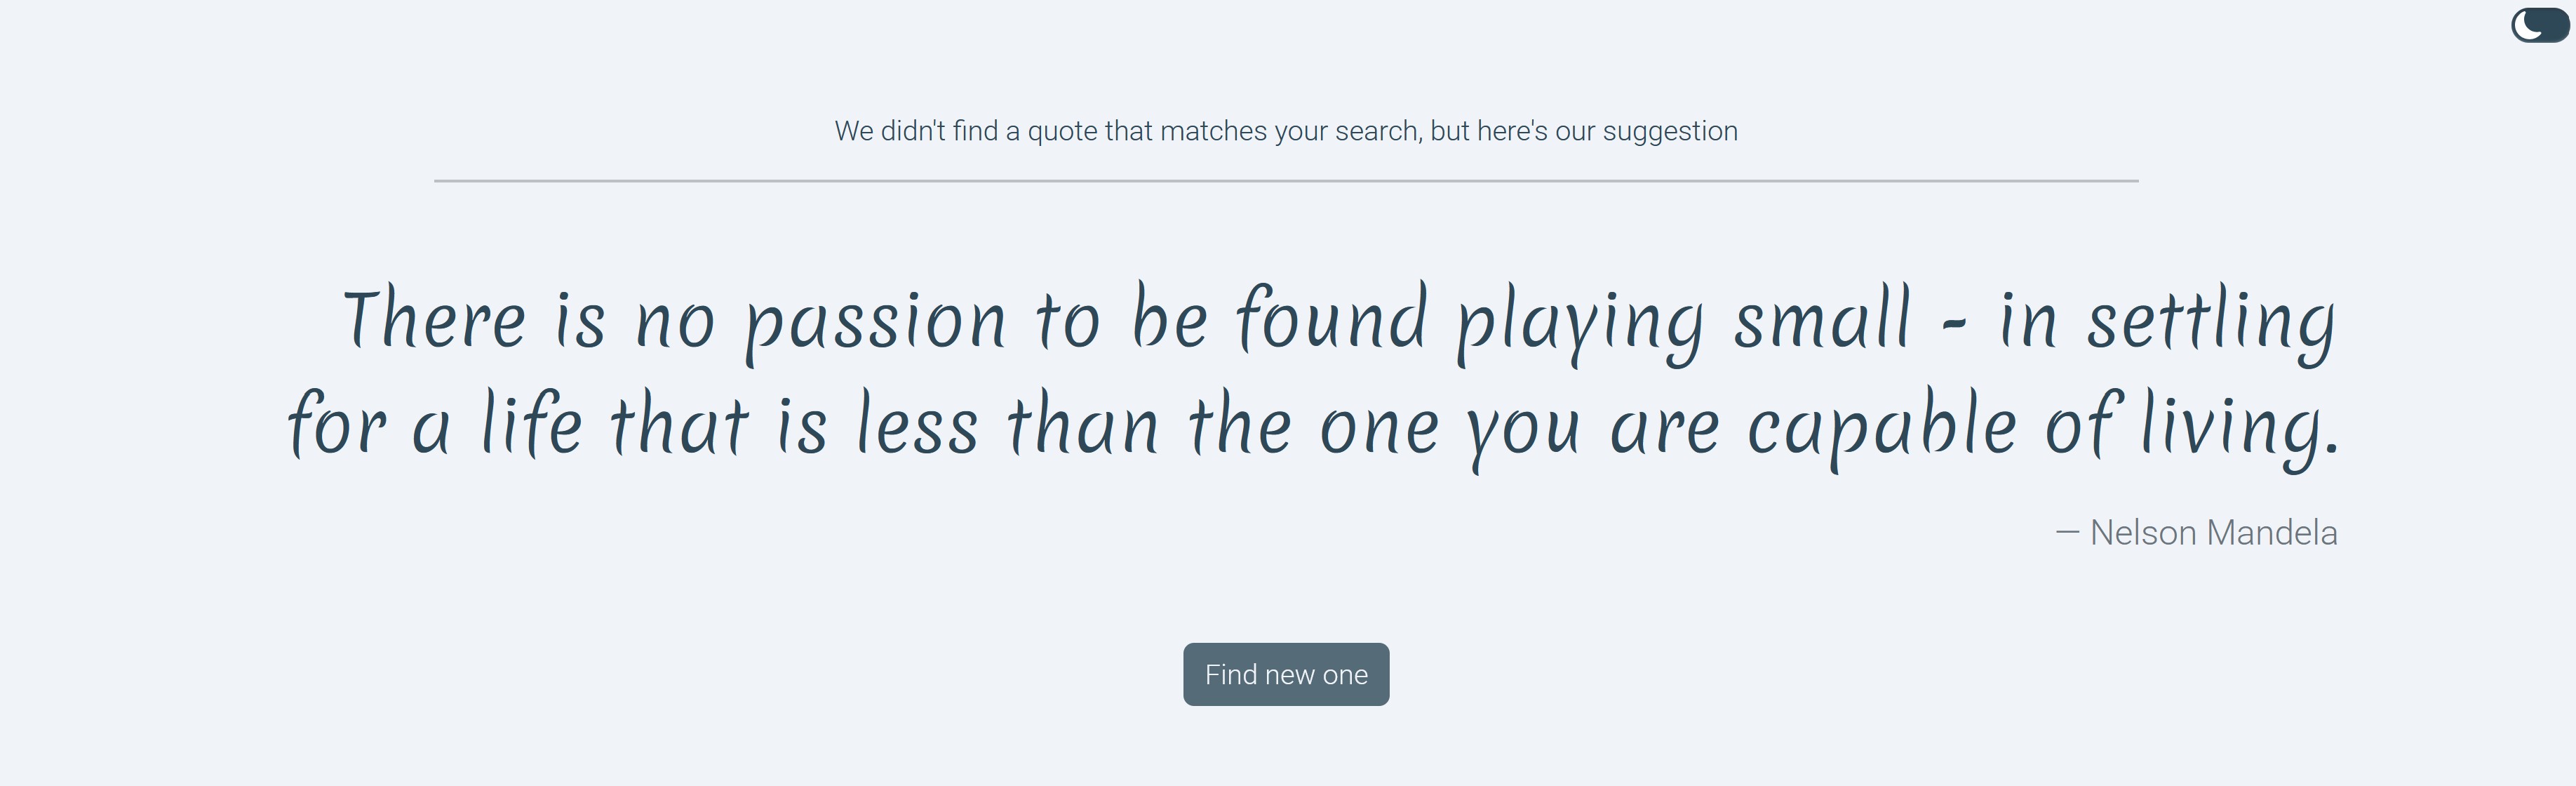 We didn't find a quote that matches your search, but here's our suggestion
There is no passion to be found playing small - in settling
for a life that is less than the one you are capable of living.
— Nelson Mandela
Find new one